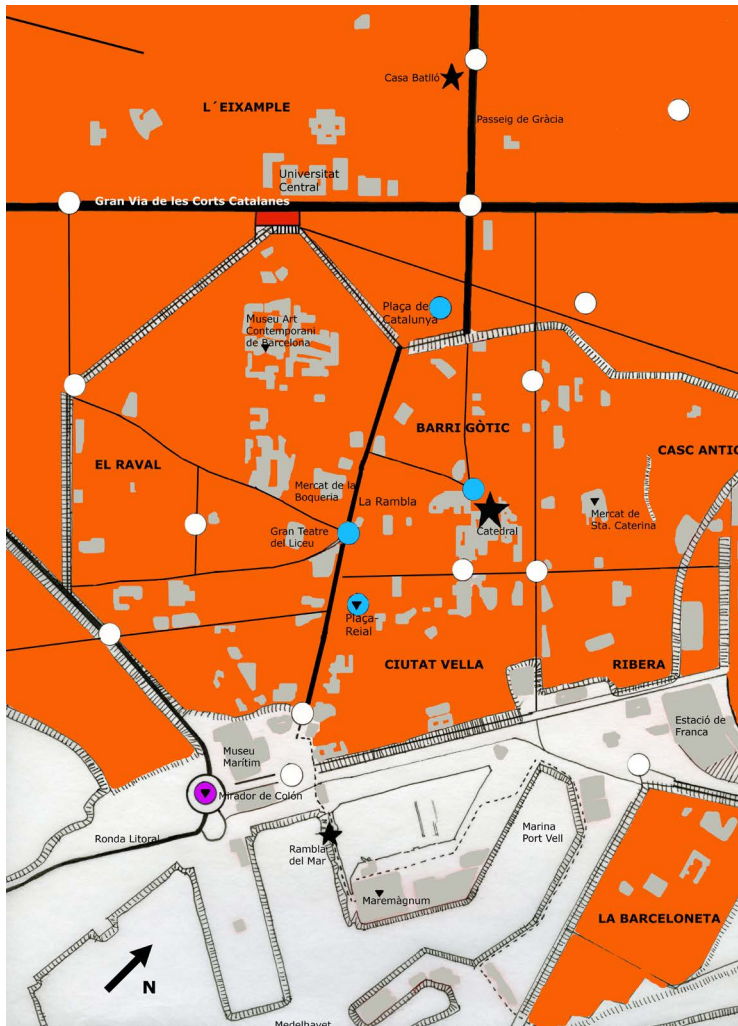 Casa Batlló
L´EIXAMPLE
Passeig de Gràcia
Universitat
Central
Gran Via de les Corts Catalanes
Plaça de
Catalunya
Museu Art
Contemporani
de Barcelona
BARRI GÒTIC
CASC ANTIC
EL RAVAL
Mercat de la
Boqueria
La Rambla
Mercat de
Sta. Caterina
Gran Teatre
del Liceu
Catedral
Plaça-
Reial
CIUTAT VELLA
RIBERA
Estació de
Franca
Museu
Marítim
Mirador de Colón
Ronda Litoral
Rambla
del Mar
Marina
Port Vell
Maremàgnum
LA BARCELONETA
N
Medelhavet